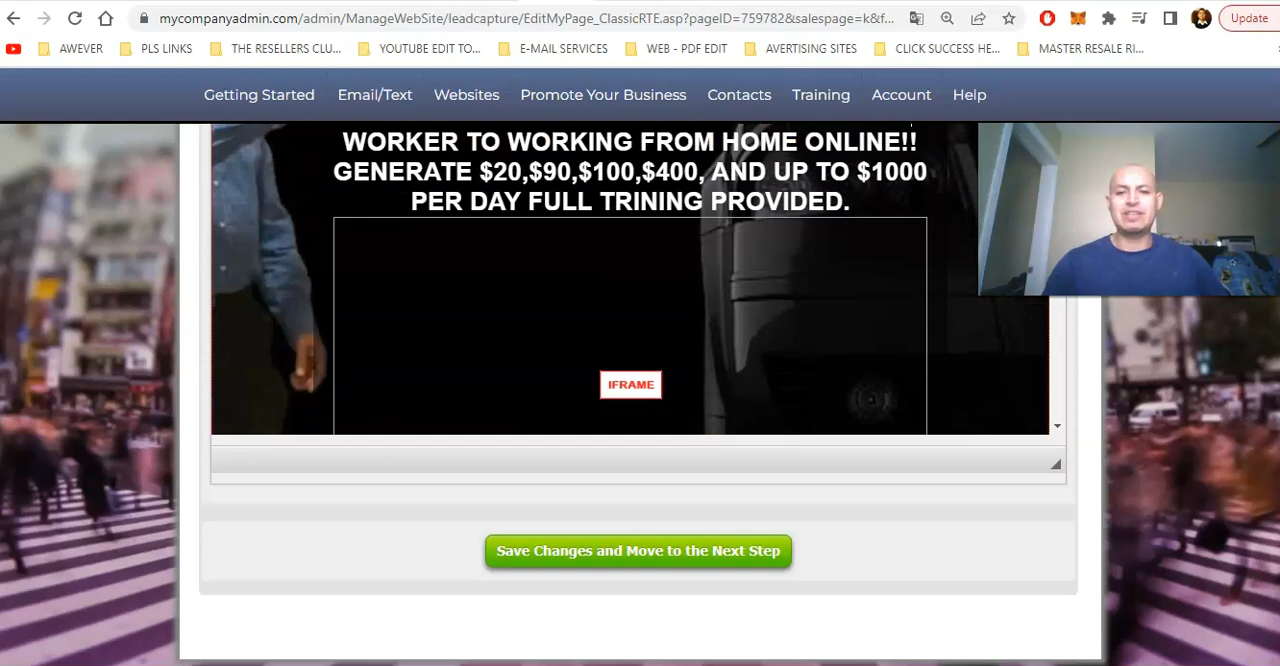 mycompanyadmin.com/admin/ManageWebSite/leadcapture/EditMyPage_ClassicRTE.asp?pageID=759782&salespage=k&f...
Update
AWEVER
PLS LINKS
THE RESELLERS CLU...
YOUTUBE EDIT TO...
E-MAIL SERVICES
WEB - PDF EDIT
AVERTISING SITES
CLICK SUCCESS HE...
MASTER RESALE RI...
Getting Started
Email/Text
Websites
Promote Your Business
Contacts
Training
Account
Help
WORKER TO WORKING FROM HOME ONLINE!!
GENERATE $20,$90,$100,$400, AND UP TO $1000
PER DAY FULL TRINING PROVIDED.
IFRAME
Save Changes and Move to the Next Step